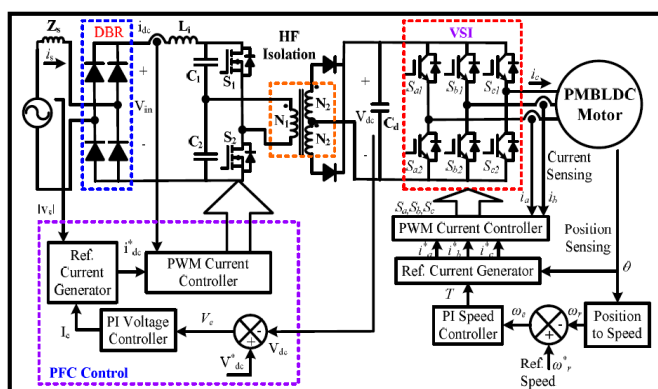 Zs
DBR
idc
Li
HF
Isolation
VSI
is
+
Vin
-
C1
S1
C2
S2
N1
N2
N2
+
Vdc
-
Cd
Sa1
Sb1
Sc1
Sa2
Sb2
Sc2
ic
PMBLDC
Motor
Current
Sensing
ia
ib
|vs|
Sa,Sb,Sc
PWM Current
Controller
i*dc
Ref.
Current
Generator
PWM Current
Controller
i*a
i*b
i*c
Position
Sensing
Ref. Current Generator
θ
T
Ic
PI Voltage
Controller
Ve
-
+
Vdc
V*dc
PI Speed
Controller
ωe
-
+
ωr
Position
to Speed
Ref.
Speed
ω*r
PFC Control